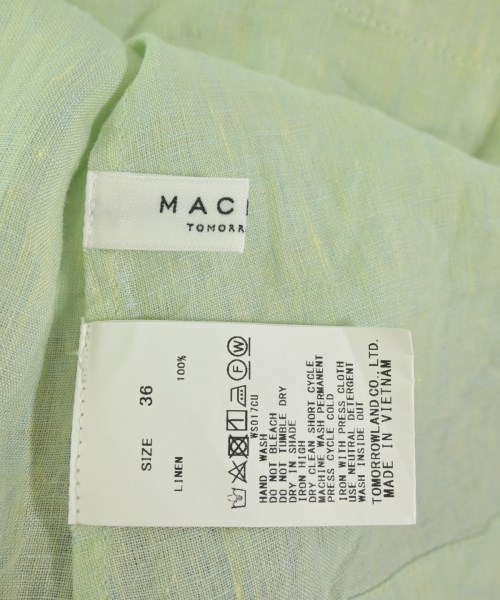 MAC
TOMORR
SIZE 36
LINEN 100%
WS017CU
HAND WASH
DO NOT BLEACH
DO NOT TUMBLE DRY
DRY IN SHADE
IRON HIGH
DRY CLEAN SHORT CYCLE
MACHINE WASH PERMANENT
PRESS CYCLE COLD
IRON WITH PRESS CLOTH
USE NEUTRAL DETERGENT
WASH INSIDE OUT
TOMORROWLAND CO., LTD.
MADE IN VIETNAM